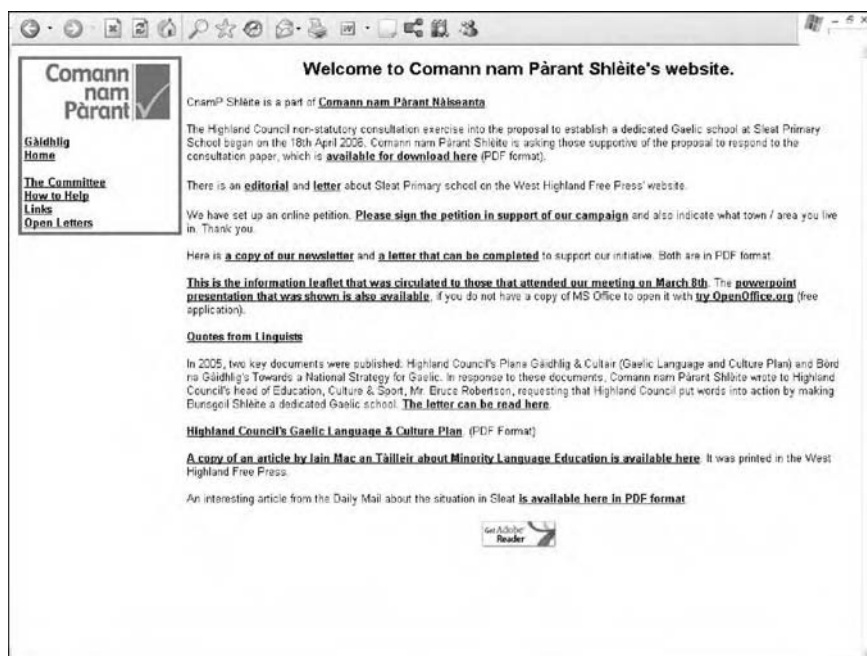 Comann
nam
Pàrant
Gàidhlig
Home
The Committee
How to Help
Links
Open Letters
Welcome to Comann nam Pàrant Shlèite's website.
CnamP Shlèite is a part of Comann nam Pàrant Nàiseanta
The Highland Council non-statutory consultation exercise into the proposal to establish a dedicated Gaelic school at Sleat Primary
School began on the 18th April 2006. Comann nam Pàrant Shlèite is asking those supportive of the proposal to respond to the
consultation paper, which is available for download here (PDF format).
There is an editorial and letter about Sleat Primary school on the West Highland Free Press' website.
We have set up an online petition. Please sign the petition in support of our campaign and also indicate what town / area you live
in. Thank you.
Here is a copy of our newsletter and a letter that can be completed to support our initiative. Both are in PDF format.
This is the information leaflet that was circulated to those that attended our meeting on March 8th. The powerpoint
presentation that was shown is also available, if you do not have a copy of MS Office to open it with try OpenOffice.org (free
application).
Quotes from Linguists
In 2005, two key documents were published: Highland Council's Plana Gàidhlig & Cultair (Gaelic Language and Culture Plan) and Bòrd
na Gàidhlig's Towards a National Strategy for Gaelic. In response to these documents, Comann nam Pàrant Shlèite wrote to Highland
Council's head of Education, Culture & Sport, Mr. Bruce Robertson, requesting that Highland Council put words into action by making
Bunsgoil Shlèite a dedicated Gaelic school. The letter can be read here.
Highland Council's Gaelic Language & Culture Plan. (PDF Format)
A copy of an article by Iain Mac an Tàilleir about Minority Language Education is available here. It was printed in the West
Highland Free Press.
An interesting article from the Daily Mail about the situation in Sleat is available here in PDF format
Get Adobe
Reader